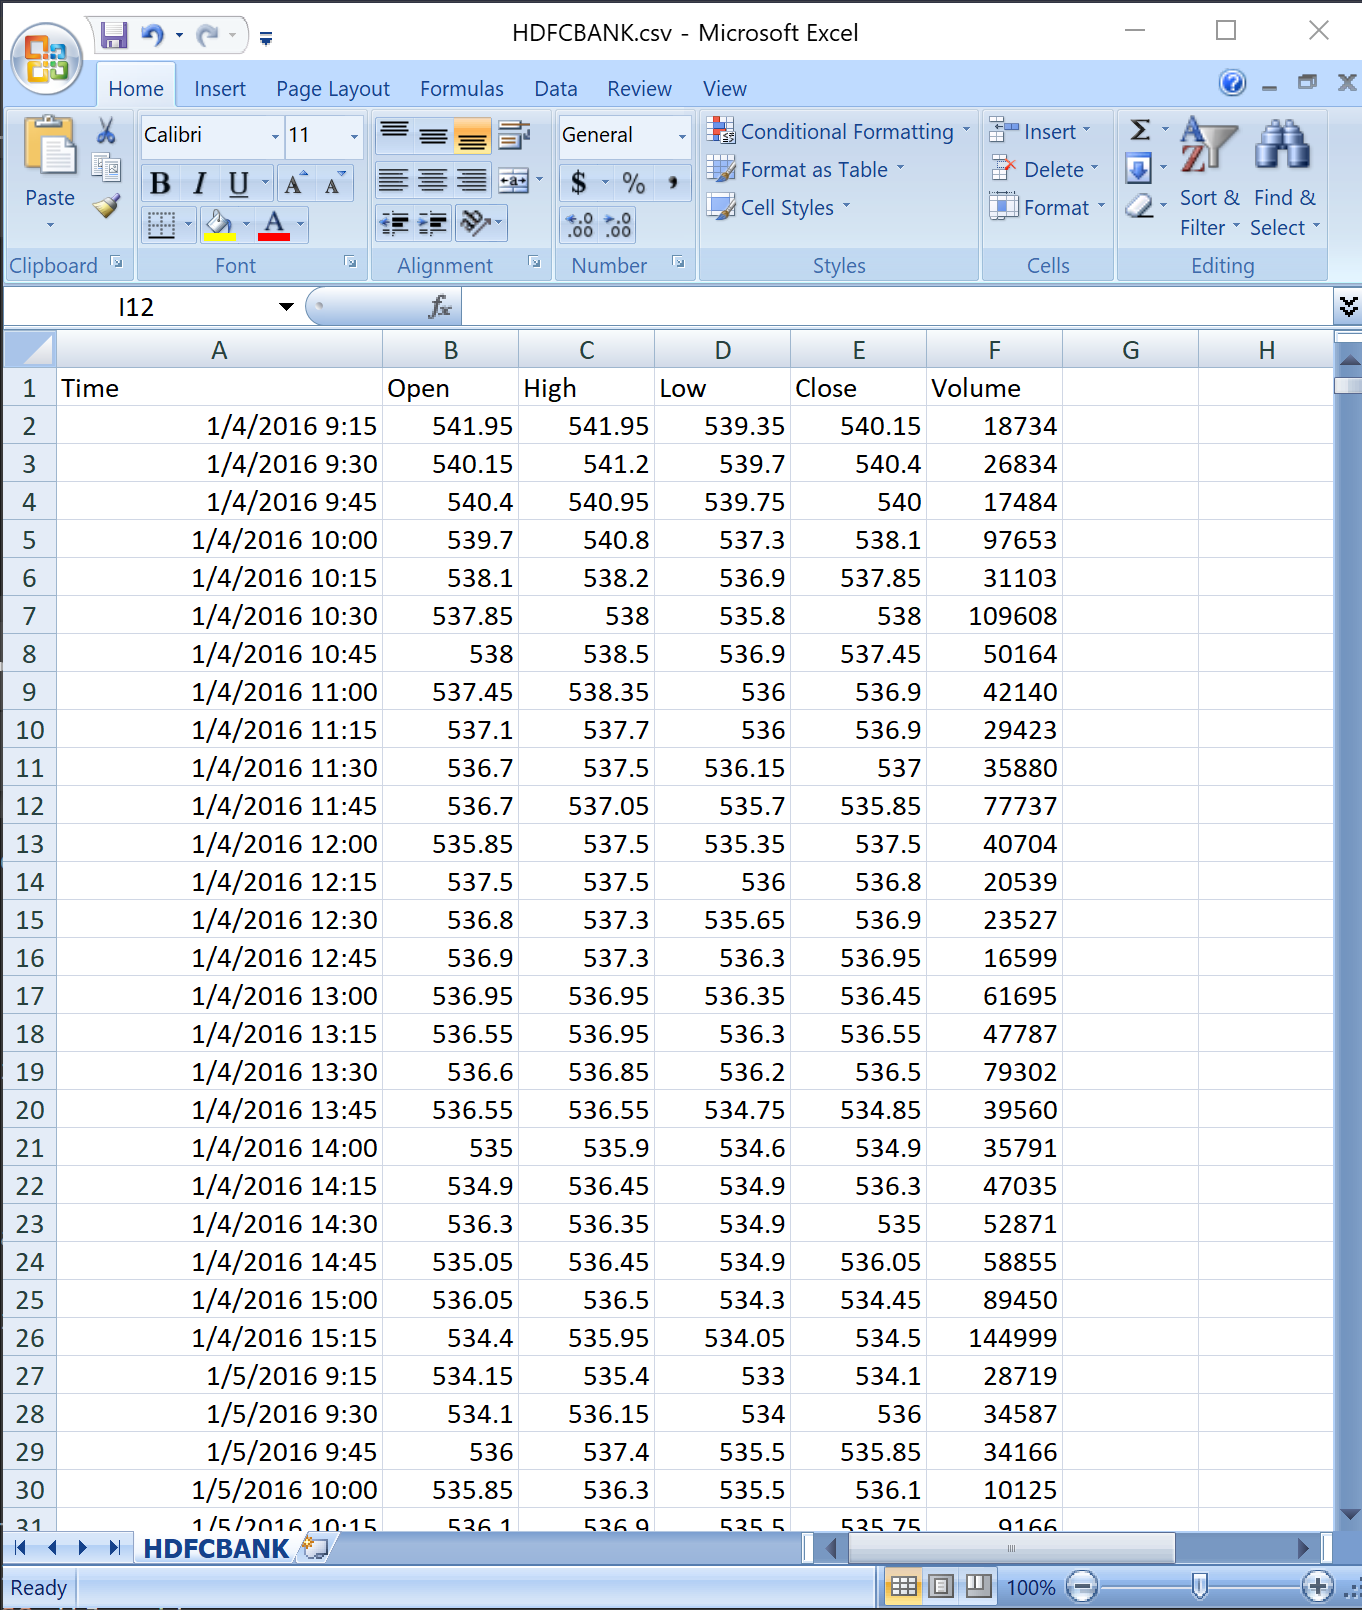 HDFCBANK.csv - Microsoft Excel
Home Insert Page Layout Formulas Data Review View
Calibri 11 General Conditional Formatting Insert Σ
Paste B I U A A $ % , Format as Table Delete Sort & Filter Find & Select
A .0 .00 .00 .0 Cell Styles Format
Clipboard Font Alignment Number Styles Cells Editing
I12 fx
A B C D E F G H
1 Time Open High Low Close Volume
2 1/4/2016 9:15 541.95 541.95 539.35 540.15 18734
3 1/4/2016 9:30 540.15 541.2 539.7 540.4 26834
4 1/4/2016 9:45 540.4 540.95 539.75 540 17484
5 1/4/2016 10:00 539.7 540.8 537.3 538.1 97653
6 1/4/2016 10:15 538.1 538.2 536.9 537.85 31103
7 1/4/2016 10:30 537.85 538 535.8 538 109608
8 1/4/2016 10:45 538 538.5 536.9 537.45 50164
9 1/4/2016 11:00 537.45 538.35 536 536.9 42140
10 1/4/2016 11:15 537.1 537.7 536 536.9 29423
11 1/4/2016 11:30 536.7 537.5 536.15 537 35880
12 1/4/2016 11:45 536.7 537.05 535.7 535.85 77737
13 1/4/2016 12:00 535.85 537.5 535.35 537.5 40704
14 1/4/2016 12:15 537.5 537.5 536 536.8 20539
15 1/4/2016 12:30 536.8 537.3 535.65 536.9 23527
16 1/4/2016 12:45 536.9 537.3 536.3 536.95 16599
17 1/4/2016 13:00 536.95 536.95 536.35 536.45 61695
18 1/4/2016 13:15 536.55 536.95 536.3 536.55 47787
19 1/4/2016 13:30 536.6 536.85 536.2 536.5 79302
20 1/4/2016 13:45 536.55 536.55 534.75 534.85 39560
21 1/4/2016 14:00 535 535.9 534.6 534.9 35791
22 1/4/2016 14:15 534.9 536.45 534.9 536.3 47035
23 1/4/2016 14:30 536.3 536.35 534.9 535 52871
24 1/4/2016 14:45 535.05 536.45 534.9 536.05 58855
25 1/4/2016 15:00 536.05 536.5 534.3 534.45 89450
26 1/4/2016 15:15 534.4 535.95 534.05 534.5 144999
27 1/5/2016 9:15 534.15 535.4 533 534.1 28719
28 1/5/2016 9:30 534.1 536.15 534 536 34587
29 1/5/2016 9:45 536 537.4 535.5 535.85 34166
30 1/5/2016 10:00 535.85 536.3 535.5 536.1 10125
31 1/5/2016 10:15 536.1 536.9 535.5 535.75 9166
HDFCBANK
Ready 100%